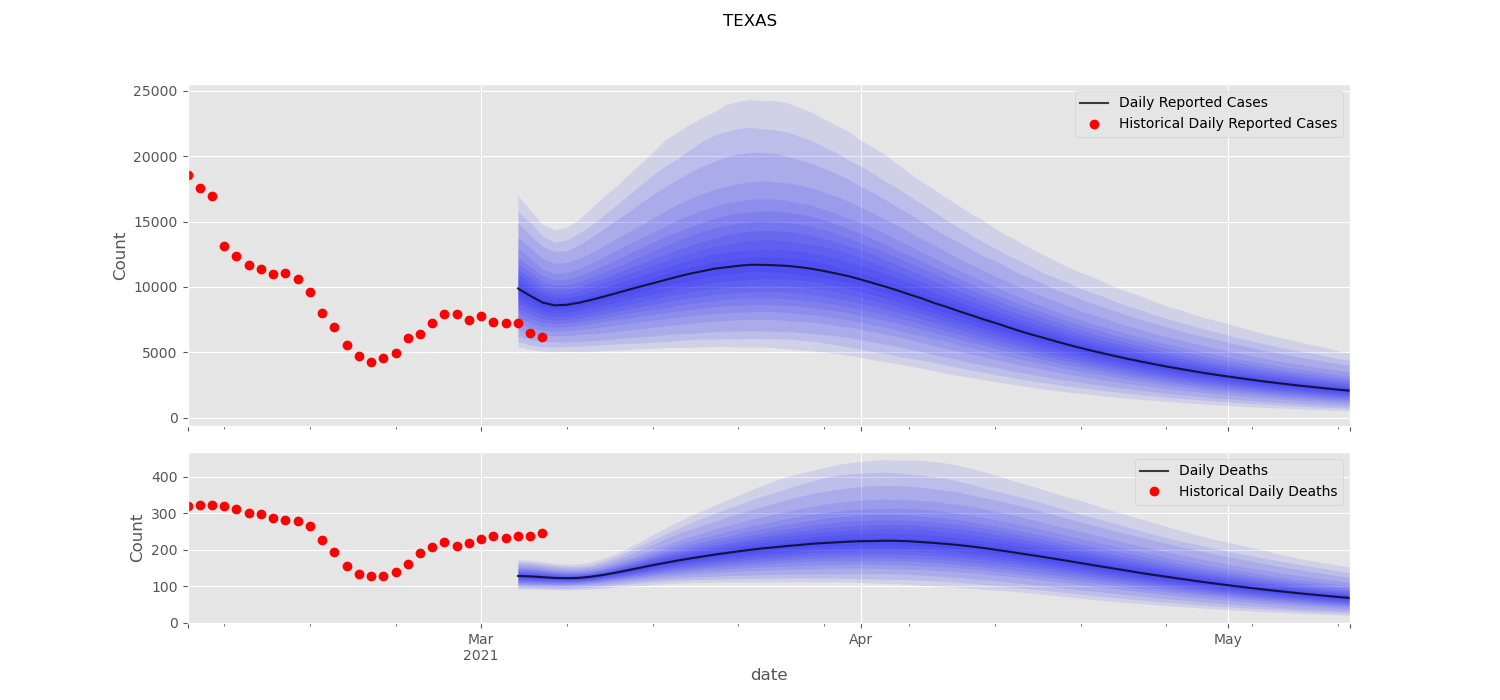 TEXAS
Count
25000
20000
15000
10000
5000
0
Daily Reported Cases
Historical Daily Reported Cases
Count
400
300
200
100
0
Daily Deaths
Historical Daily Deaths
Mar
2021
Apr
May
date